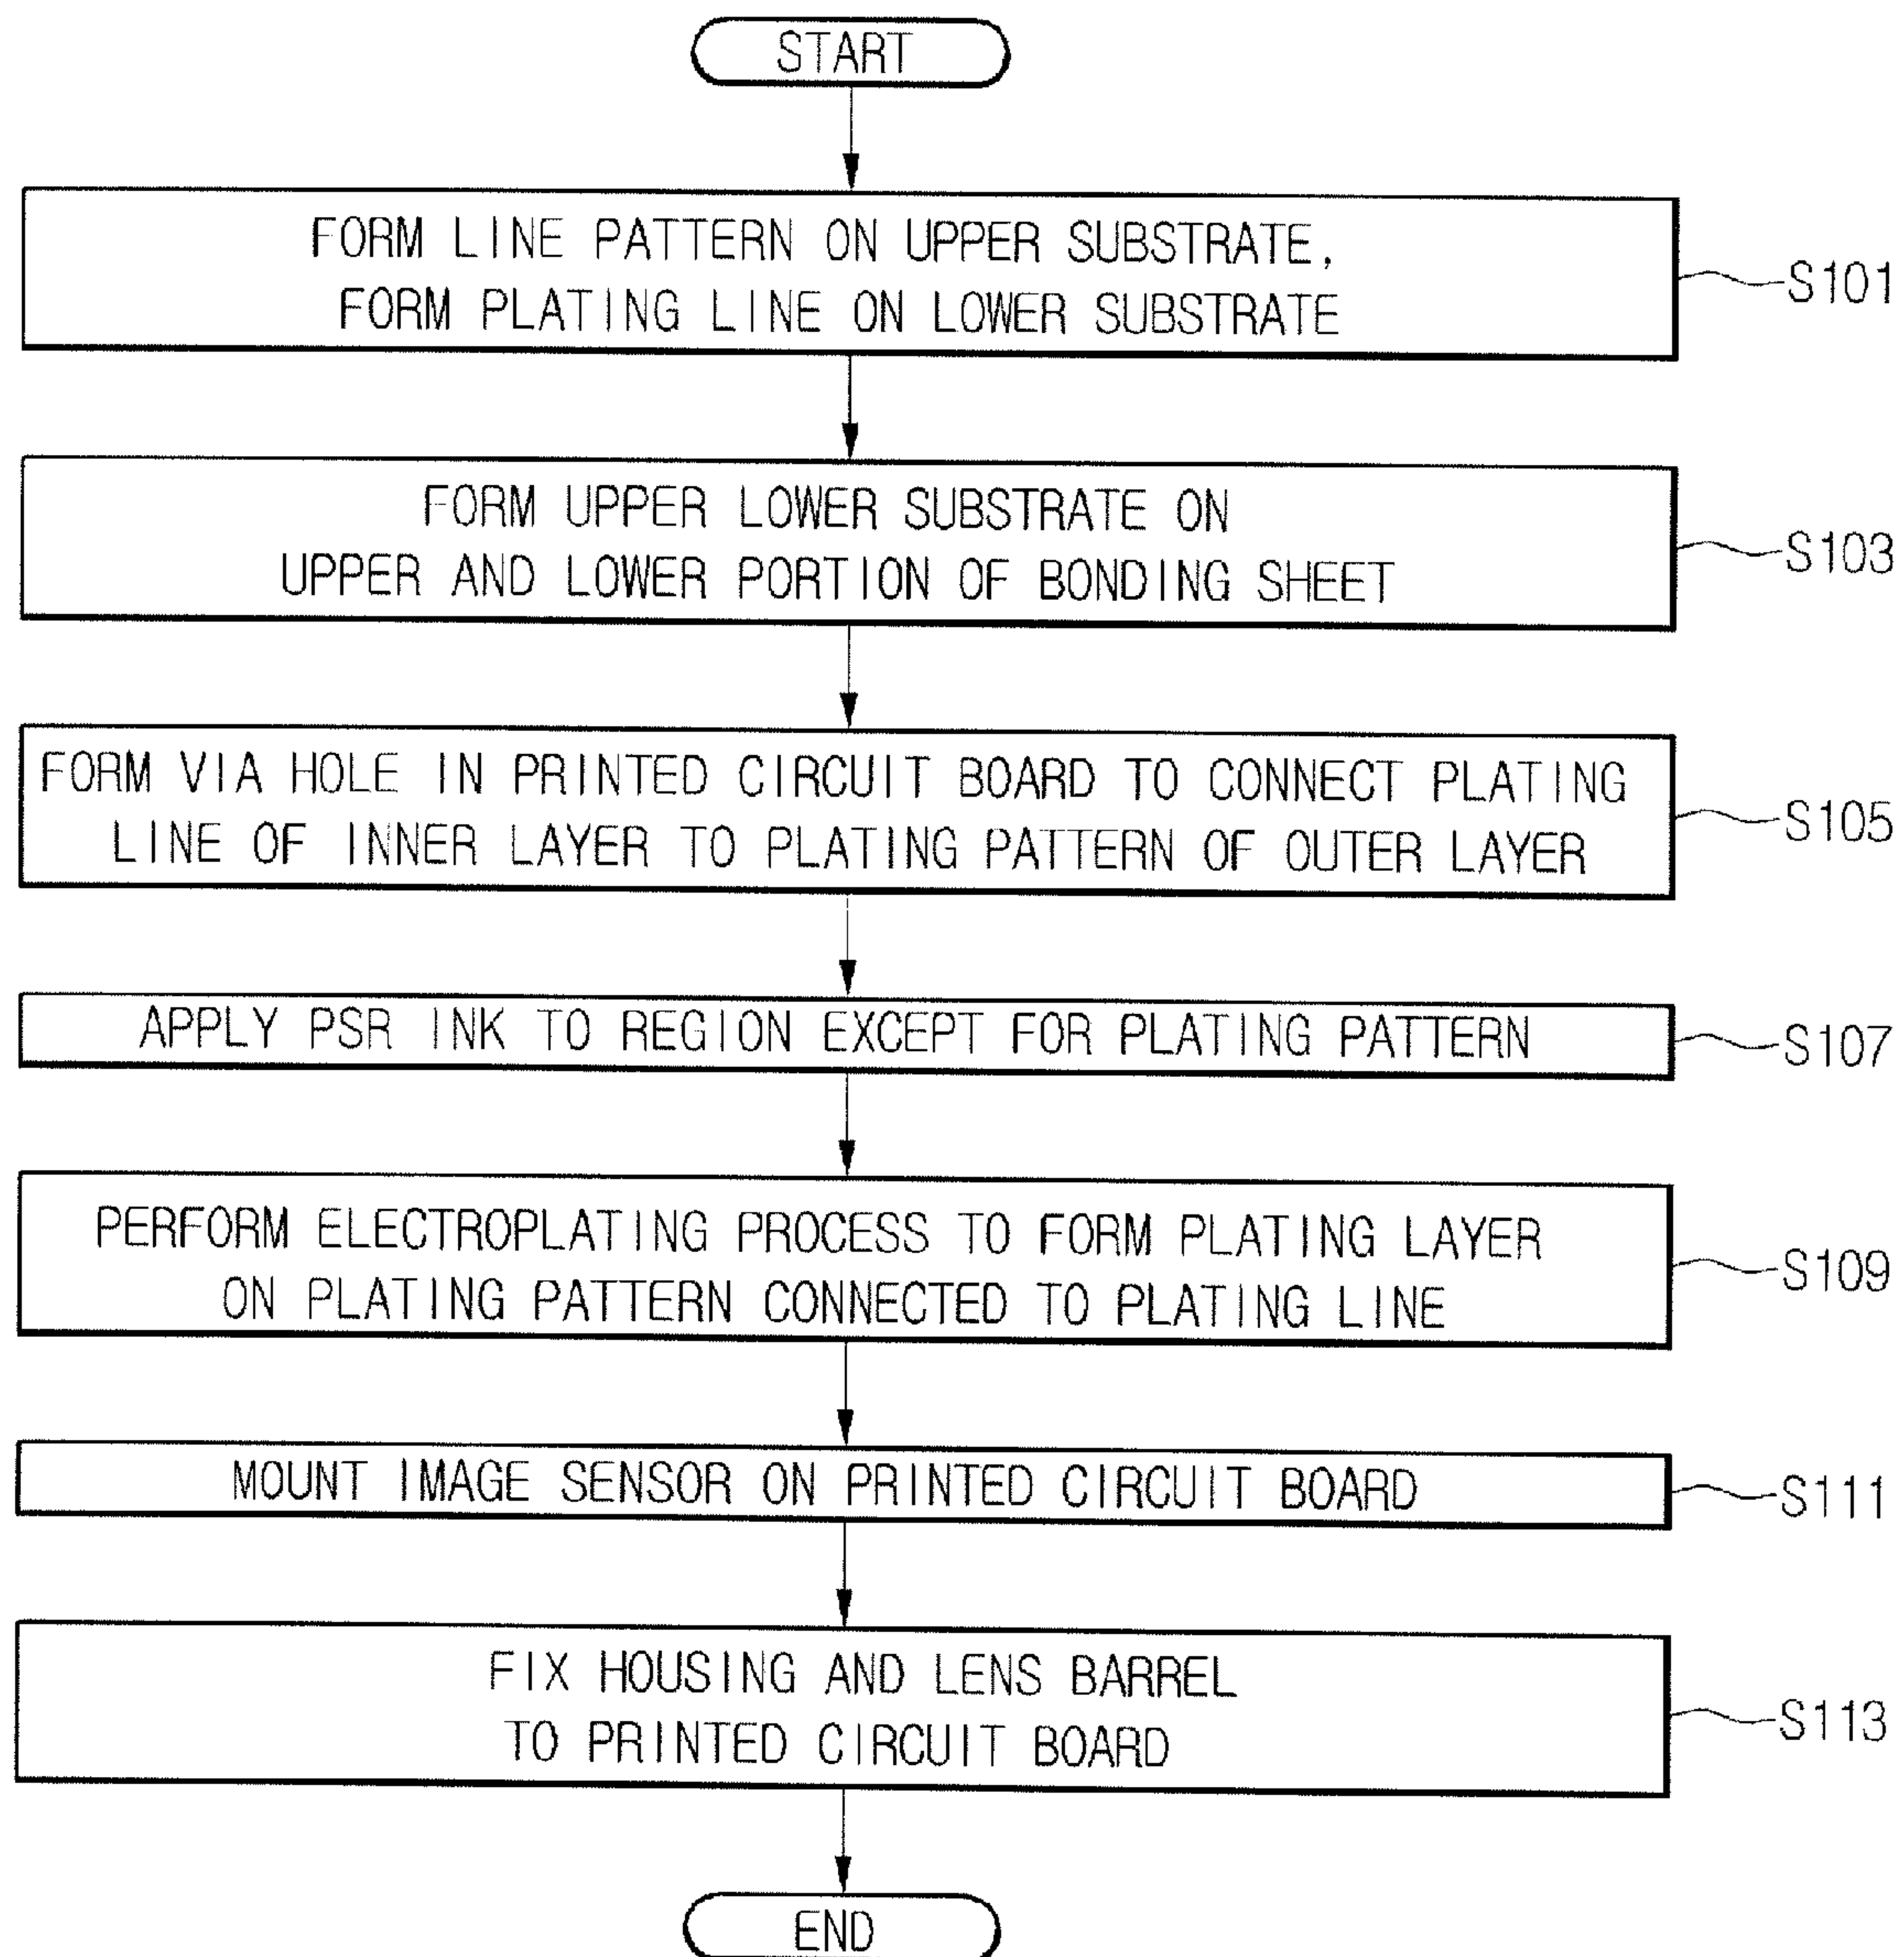 START
FORM LINE PATTERN ON UPPER SUBSTRATE,
FORM PLATING LINE ON LOWER SUBSTRATE
S101
FORM UPPER LOWER SUBSTRATE ON
UPPER AND LOWER PORTION OF BONDING SHEET
S103
FORM VIA HOLE IN PRINTED CIRCUIT BOARD TO CONNECT PLATING
LINE OF INNER LAYER TO PLATING PATTERN OF OUTER LAYER
S105
APPLY PSR INK TO REGION EXCEPT FOR PLATING PATTERN
S107
PERFORM ELECTROPLATING PROCESS TO FORM PLATING LAYER
ON PLATING PATTERN CONNECTED TO PLATING LINE
S109
MOUNT IMAGE SENSOR ON PRINTED CIRCUIT BOARD
S111
FIX HOUSING AND LENS BARREL
TO PRINTED CIRCUIT BOARD
S113
END